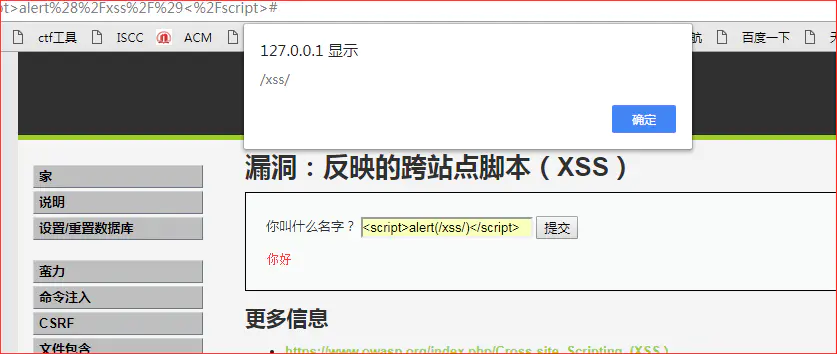 pt>alert%28%2Fxss%2F%29<%2Fscript>#
ctf工具 ISCC ACM 航 百度一下
127.0.0.1 显示
/xss/
确定
漏洞：反映的跨站点脚本（XSS）
家
说明
设置/重置数据库
蛮力
命令注入
CSRF
文件包含
你叫什么名字？ <script>alert(/xss/)</script> 提交
你好
更多信息
https://www.owasp.org/index.php/Cross-site_Scripting_(XSS)